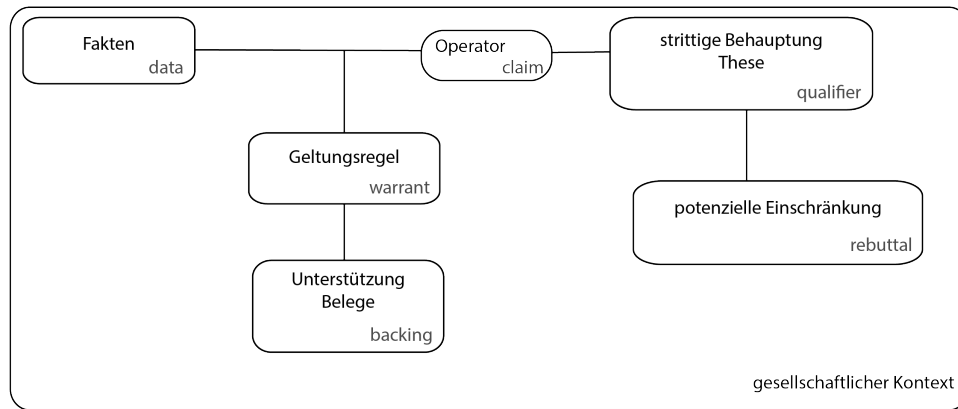 Fakten
data
Operator
claim
strittige Behauptung
These
qualifier
Geltungsregel
warrant
potenzielle Einschränkung
rebuttal
Unterstützung
Belege
backing
gesellschaftlicher Kontext